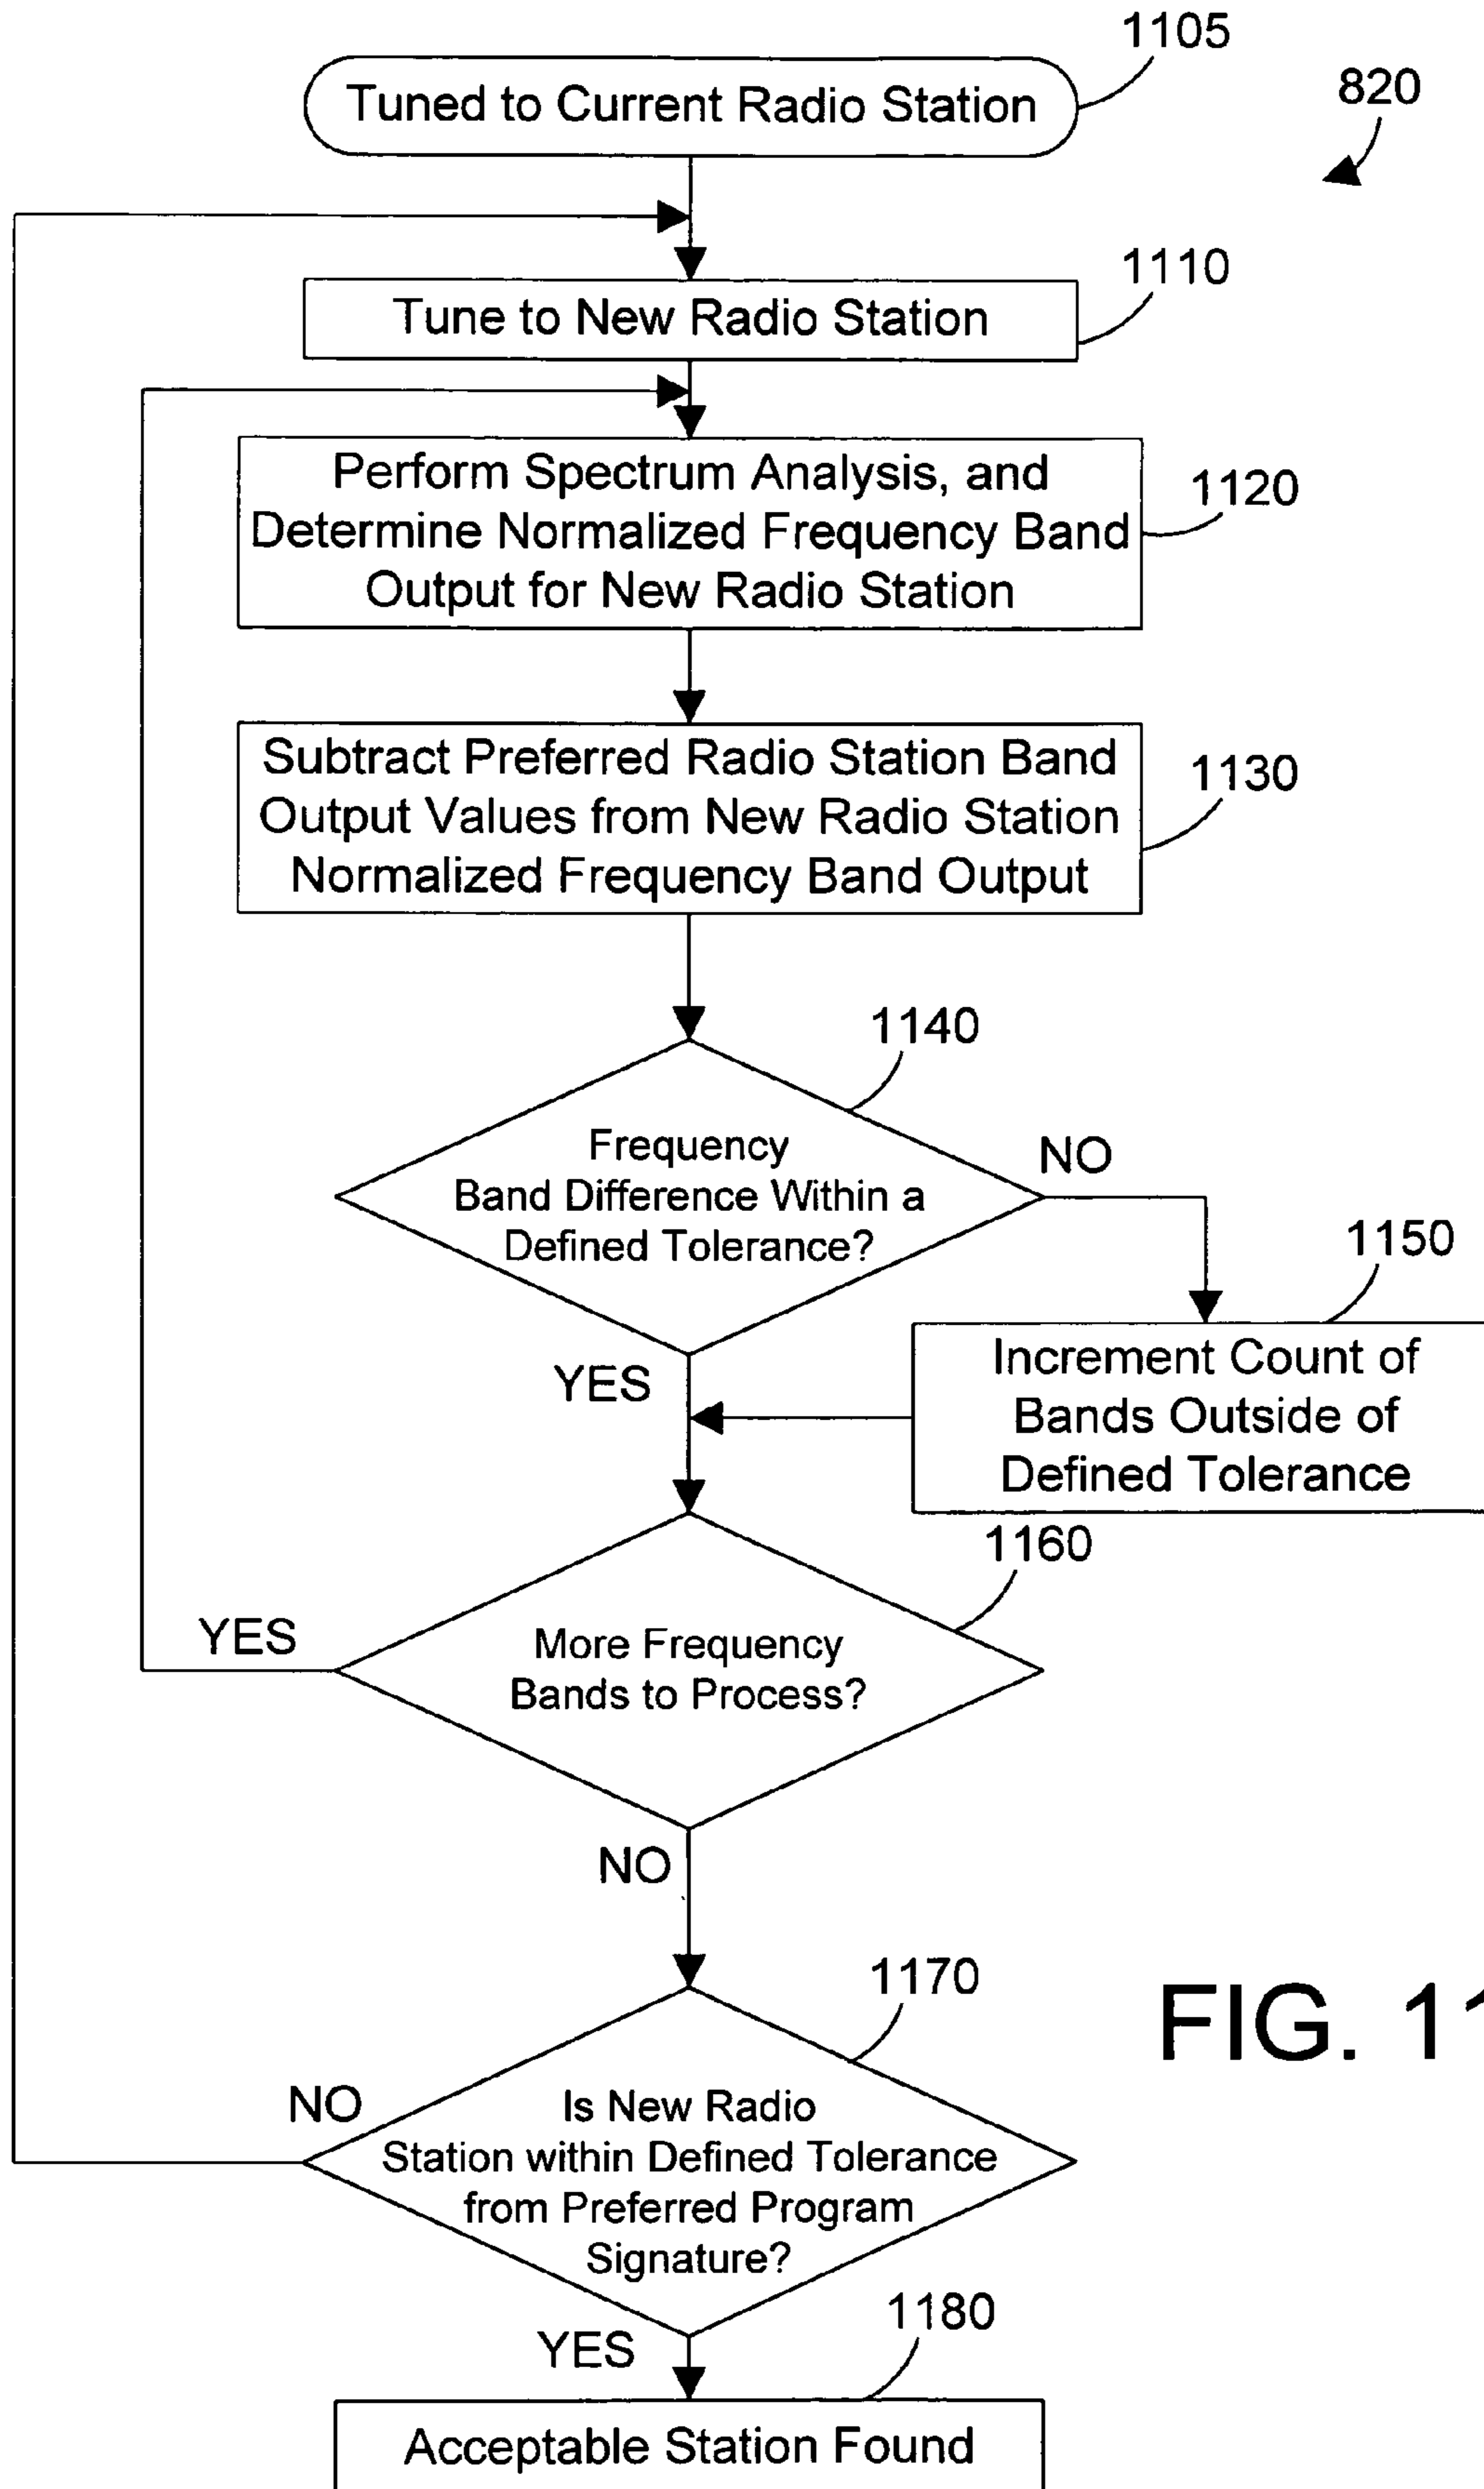 1105
Tuned to Current Radio Station
820
1110
Tune to New Radio Station
Perform Spectrum Analysis, and
1120
Determine Normalized Frequency Band
Output for New Radio Station
Subtract Preferred Radio Station Band
1130
Output Values from New Radio Station
Normalized Frequency Band Output
1140
Frequency
Band Difference Within a
Defined Tolerance?
NO
1150
YES
Increment Count of
Bands Outside of
Defined Tolerance
1160
YES
More Frequency
Bands to Process?
NO
1170
FIG. 11
NO
Is New Radio
Station within Defined Tolerance
from Preferred Program
Signature?
1180
YES
Acceptable Station Found